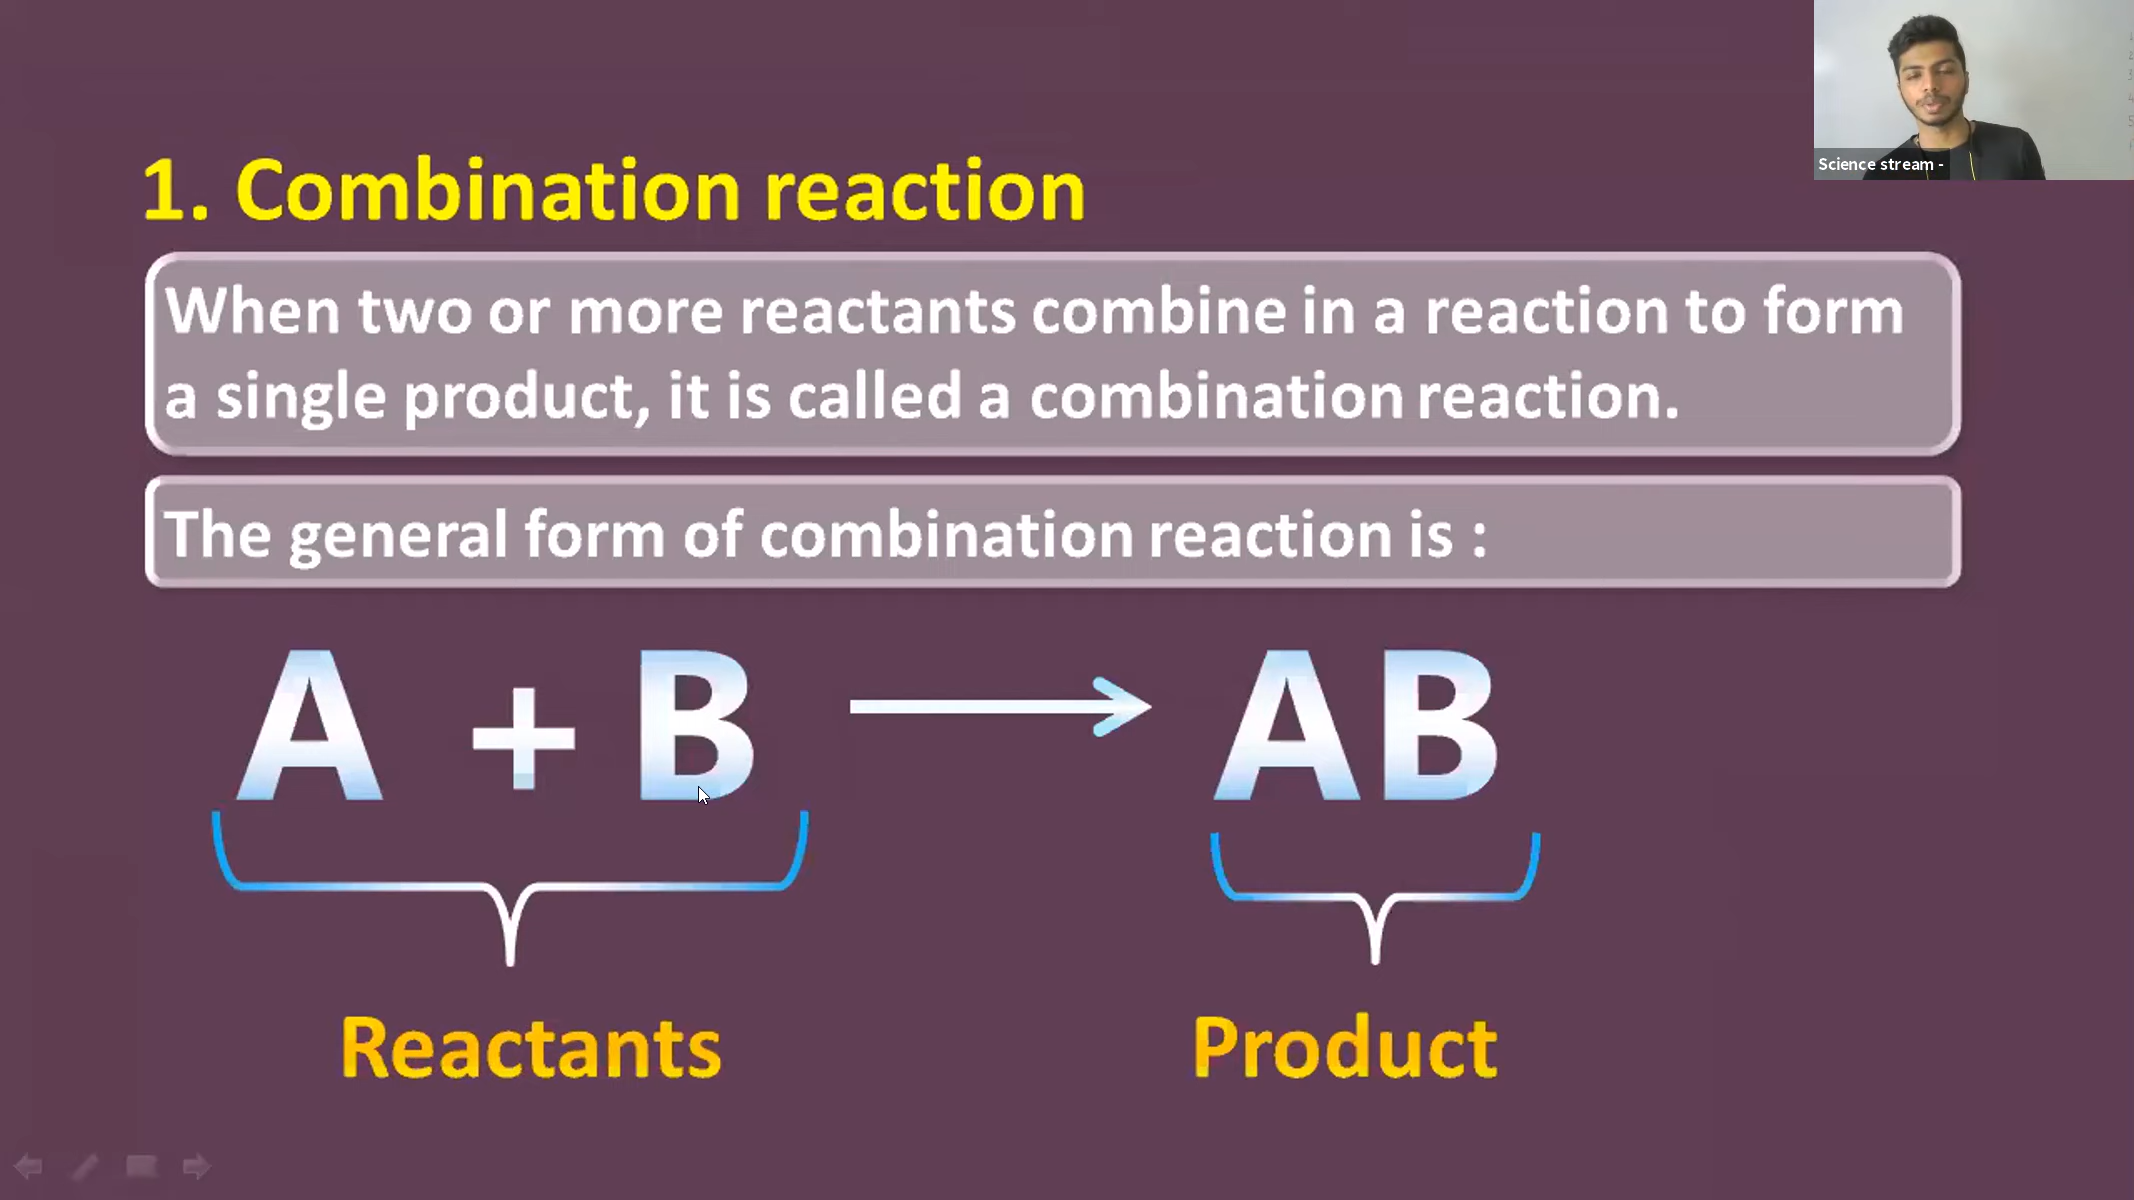 Science stream -
1. Combination reaction
When two or more reactants combine in a reaction to form
a single product, it is called a combination reaction.
The general form of combination reaction is :
A + B → AB
Reactants Product